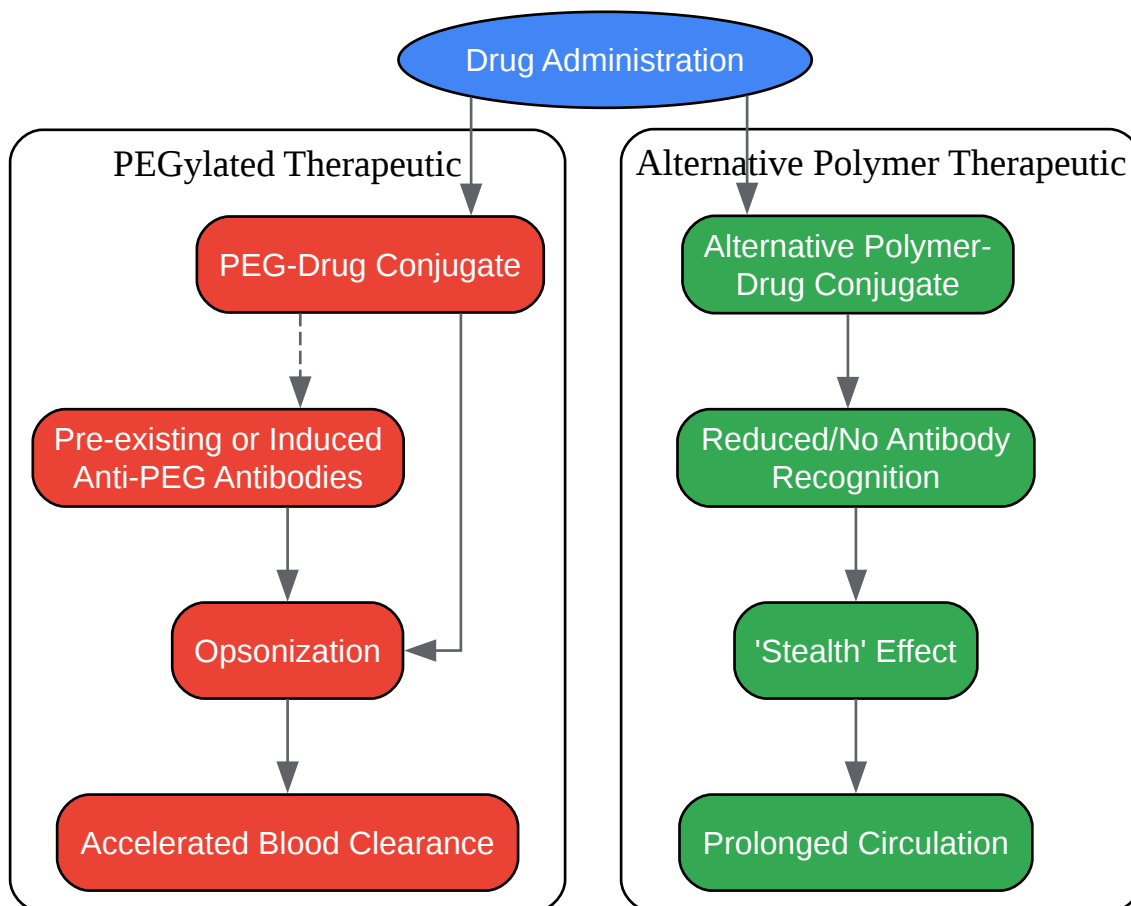 Drug Administration
PEGylated Therapeutic
PEG-Drug Conjugate
Pre-existing or Induced
Anti-PEG Antibodies
Opsonization
Accelerated Blood Clearance
Alternative Polymer Therapeutic
Alternative Polymer-
Drug Conjugate
Reduced/No Antibody
Recognition
'Stealth' Effect
Prolonged Circulation